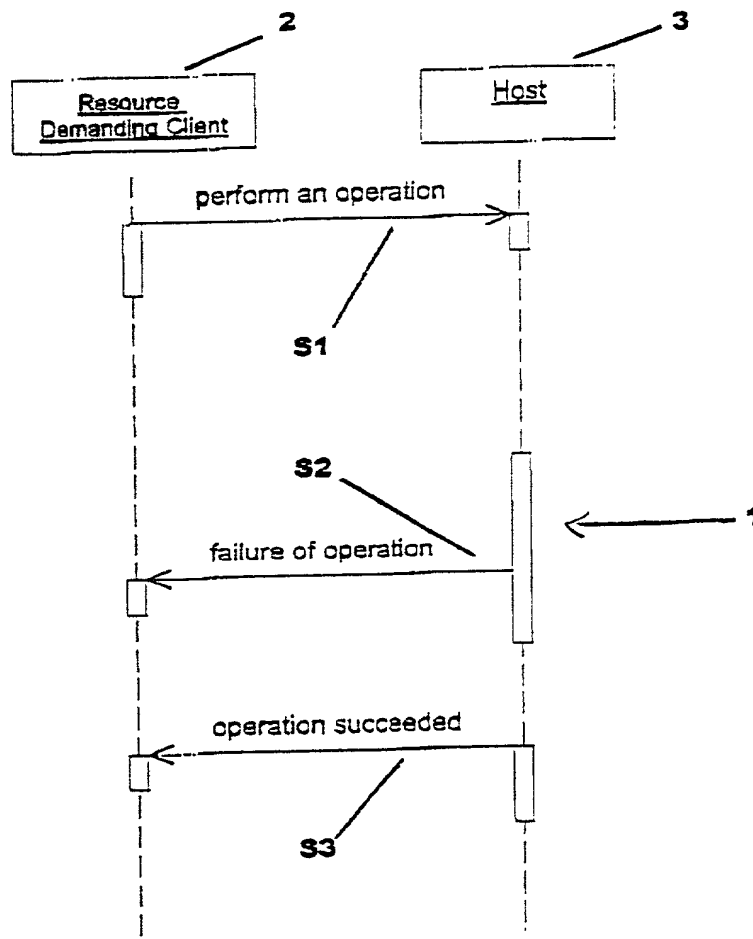 2
3
Resource
Demanding Client
Host
perform an operation
S1
S2
1
failure of operation
operation succeeded
S3